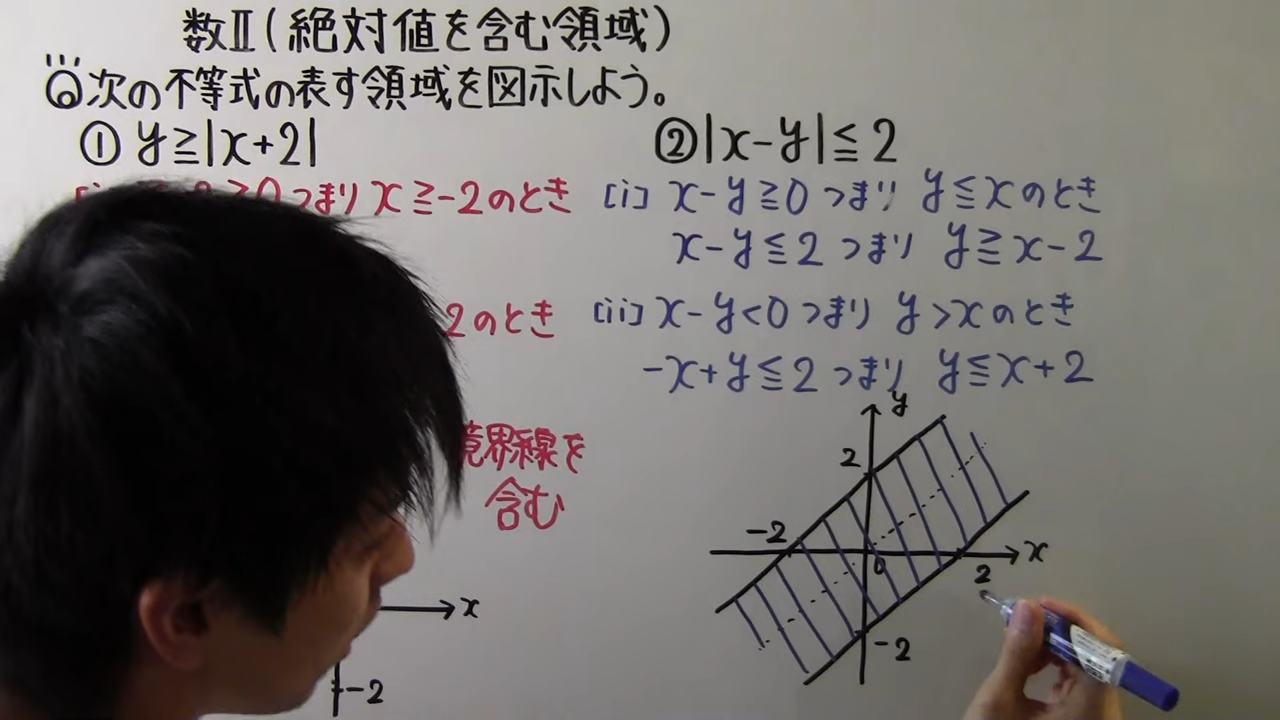 数Ⅱ(絶対値を含む領域)
Q次の不等式の表す領域を図示しよう。
① y≧|x+2|
≧0つまり x≧-2のとき
2のとき
境界線を
含む
x
-2
② |x-y|≦2
[i] x-y≧0 つまり y≦xのとき
x-y≦2 つまり y≧x-2
[ii] x-y<0 つまり y>xのとき
-x+y≦2 つまり y≦x+2
y
2
-2
0
2
x
-2